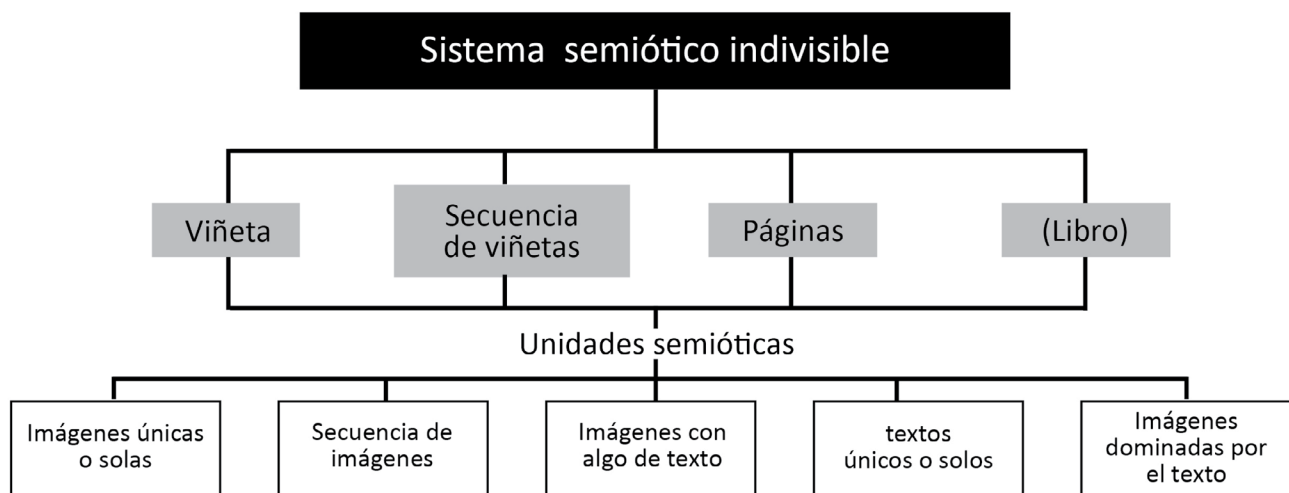 Sistema semiótico indivisible
Viñeta
Secuencia
de viñetas
Páginas
(Libro)
Unidades semióticas
Imágenes únicas
o solas
Secuencia de
imágenes
Imágenes con
algo de texto
textos
únicos o solos
Imágenes
dominadas por
el texto